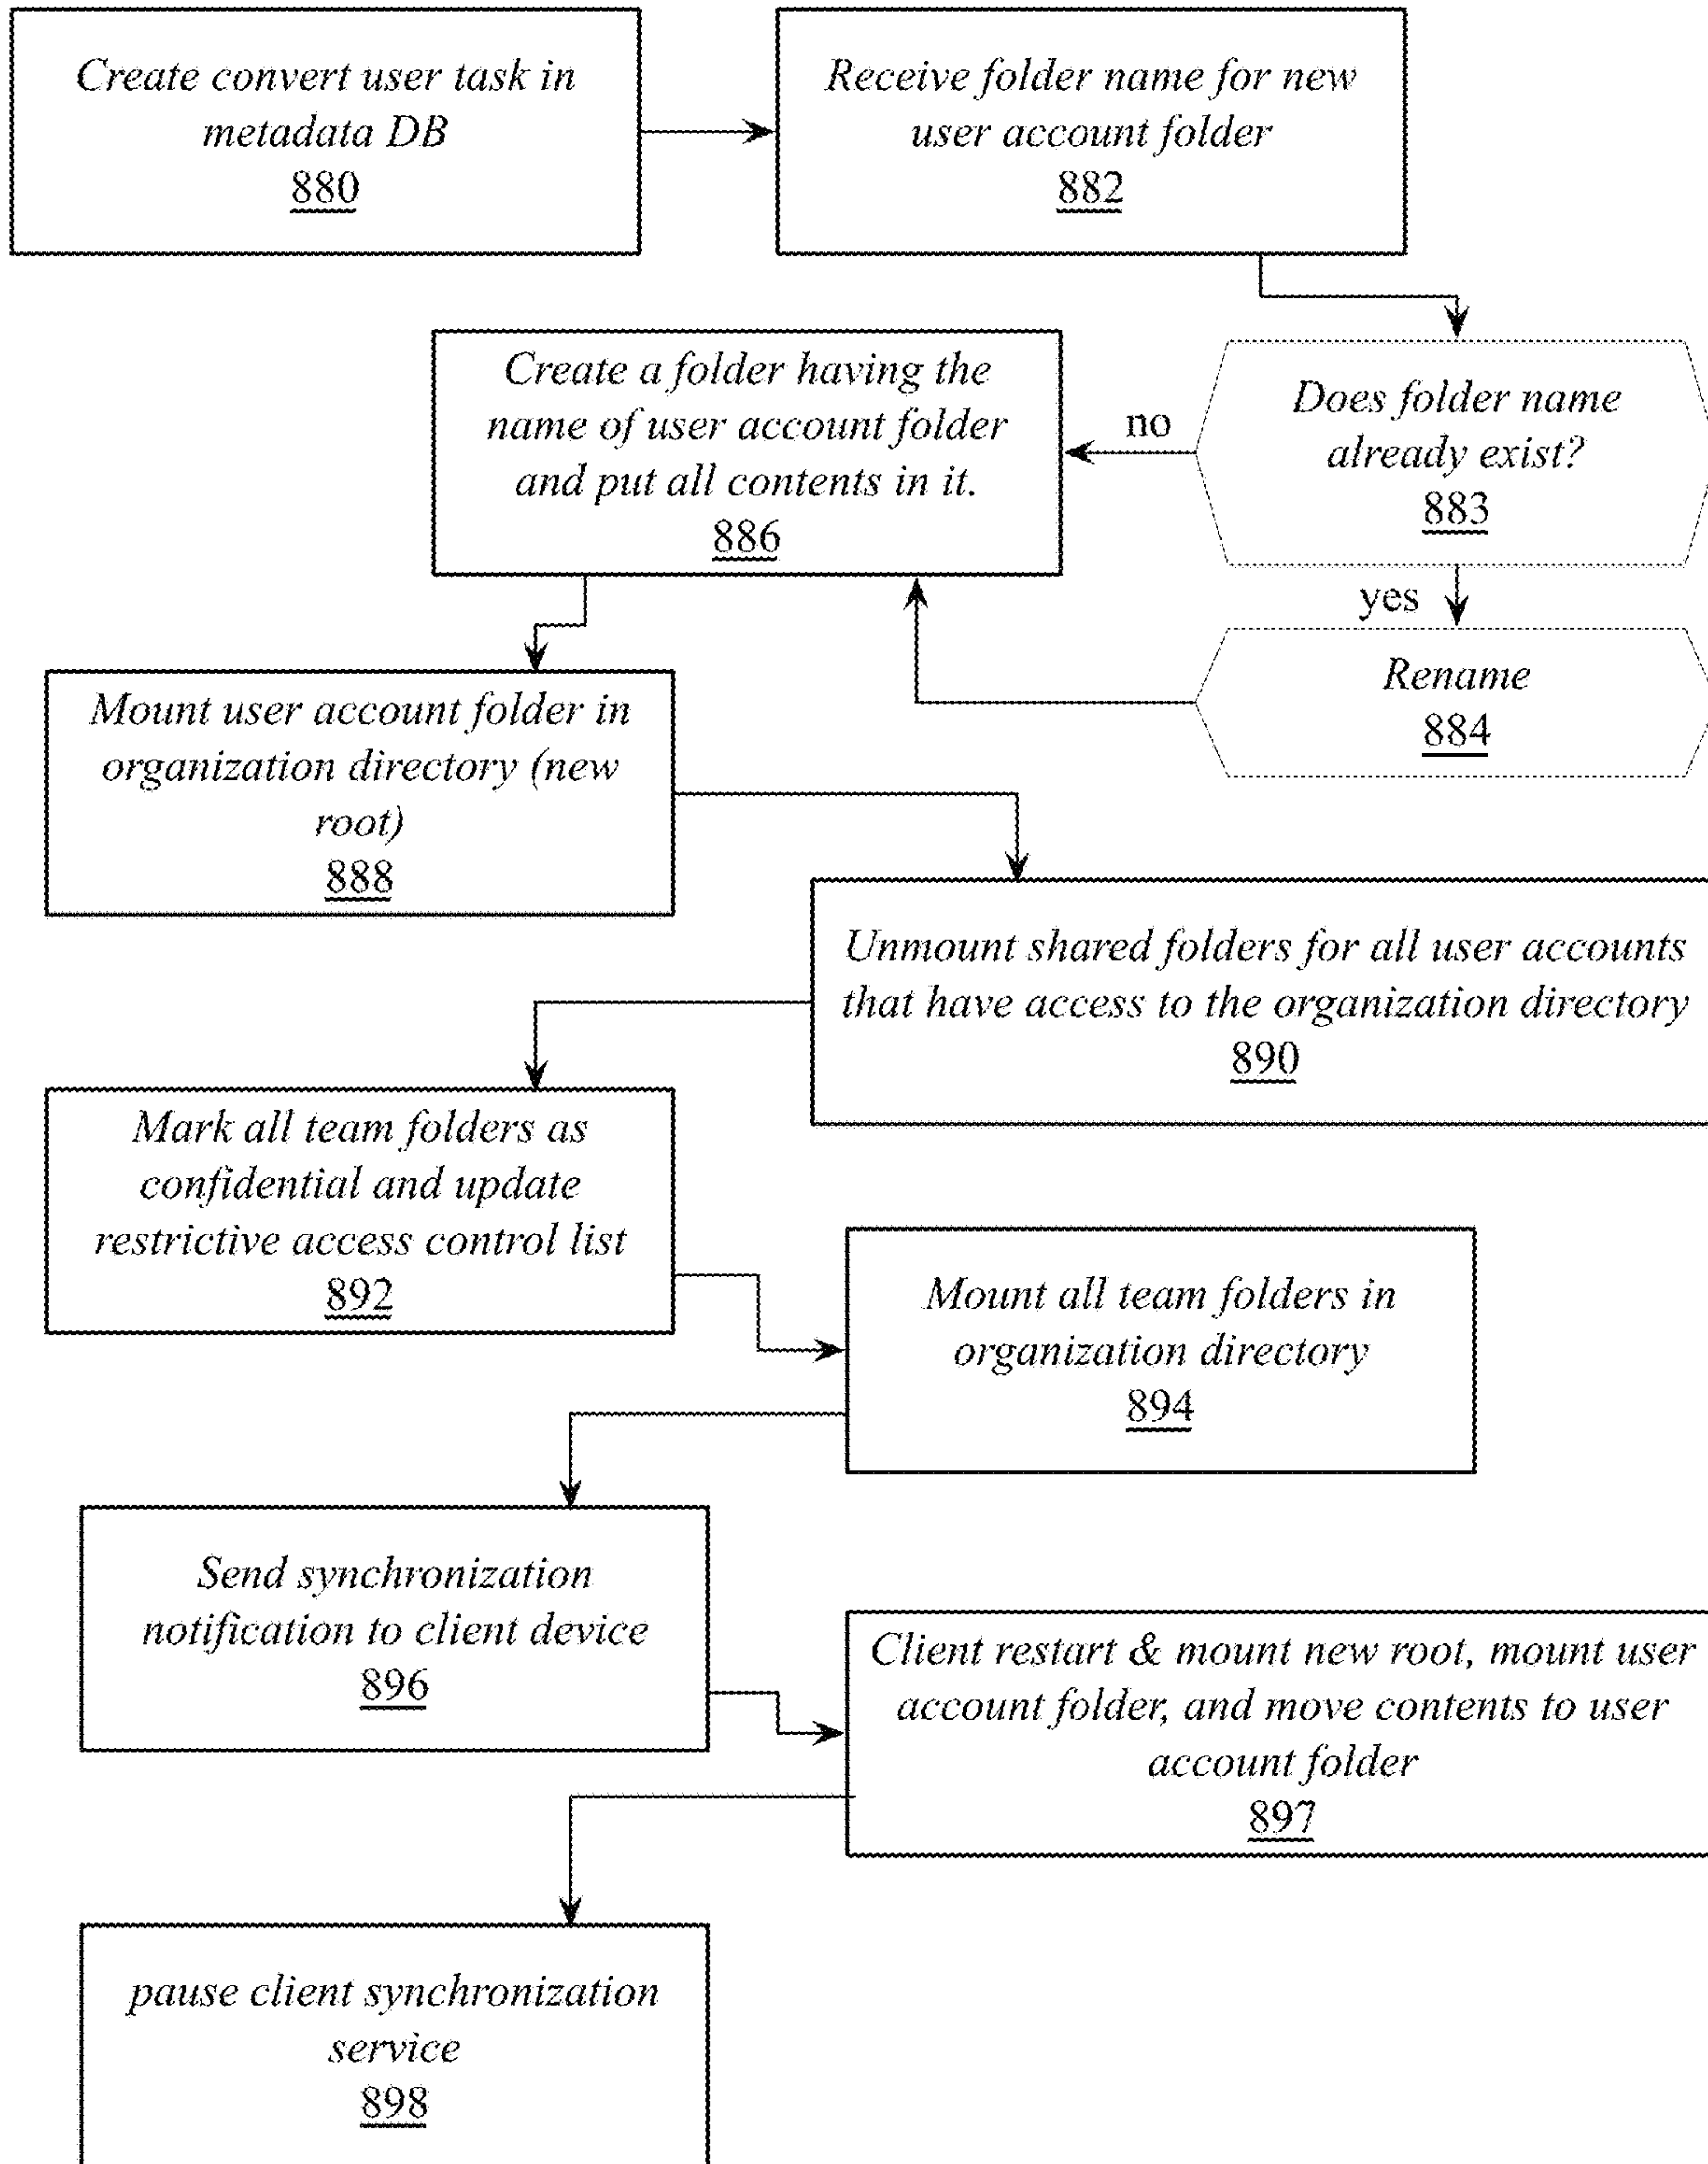 Create convert user task in
metadata DB
880
Receive folder name for new
user account folder
882
Does folder name
already exist?
883
no
Create a folder having the
name of user account folder
and put all contents in it.
886
yes
Rename
884
Mount user account folder in
organization directory (new
root)
888
Unmount shared folders for all user accounts
that have access to the organization directory
890
Mark all team folders as
confidential and update
restrictive access control list
892
Mount all team folders in
organization directory
894
Send synchronization
notification to client device
896
Client restart & mount new root, mount user
account folder, and move contents to user
account folder
897
pause client synchronization
service
898